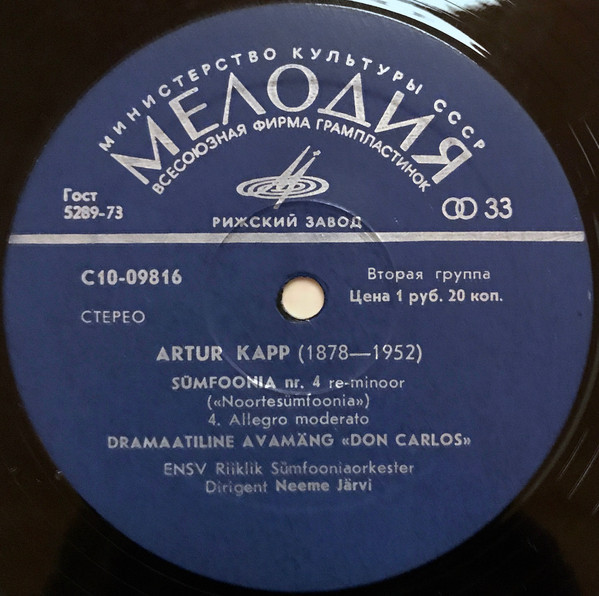 МИНИСТЕРСТВО КУЛЬТУРЫ СССР
МЕЛОДИЯ
ВСЕСОЮЗНАЯ ФИРМА ГРАМПЛАСТИНОК
Гост
5289-73
33
РИЖСКИЙ ЗАВОД
С10-09816
Вторая группа
Цена 1 руб. 20 коп.
СТЕРЕО
ARTUR KAPP (1878—1952)
SÜMFOONIA nr. 4 re-minoor
(«Noortesümfoonia»)
4. Allegro moderato
DRAMAATILINE AVAMÄNG «DON CARLOS»
ENSV Riiklik Sümfooniaorkester
Dirigent Neeme Järvi